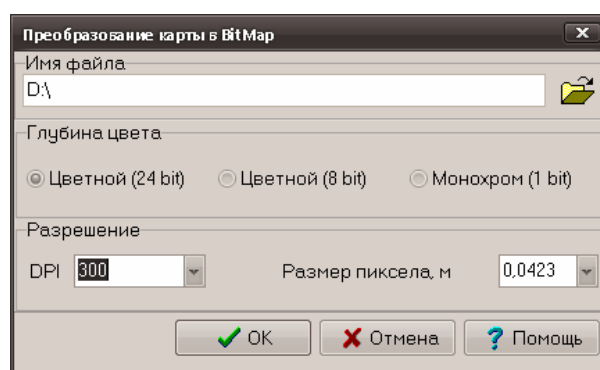 Преобразование карты в BitMap
Имя файла
D:\
Глубина цвета
Цветной (24 bit) Цветной (8 bit) Монохром (1 bit)
Разрешение
DPI 300 Размер пиксела, м 0,0423
OK Отмена Помощь